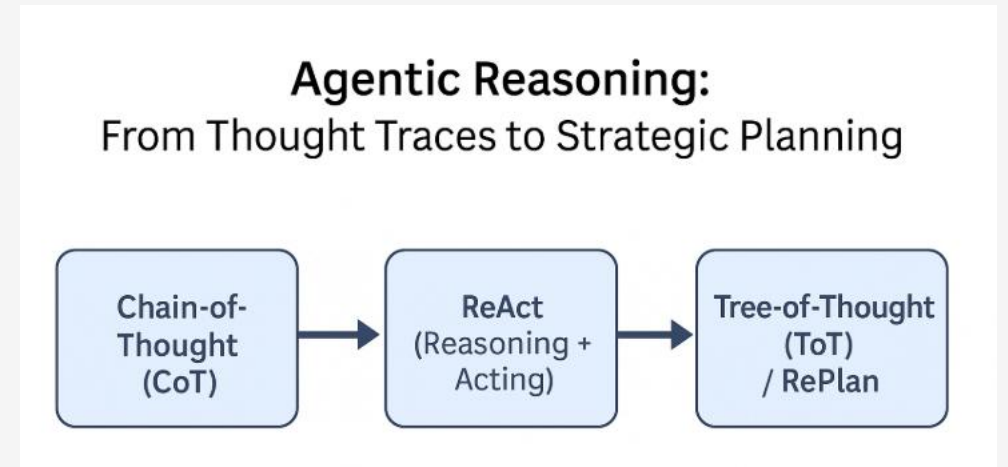 Agentic Reasoning:
From Thought Traces to Strategic Planning
Chain-of-
Thought
(CoT)
ReAct
(Reasoning +
Acting)
Tree-of-Thought
(ToT)
/ RePlan